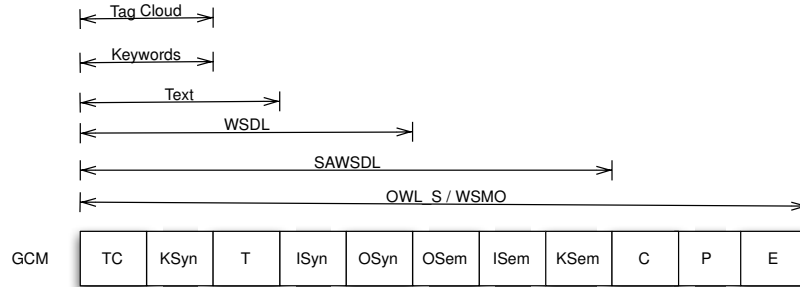 Tag Cloud
Keywords
Text
WSDL
SAWSDL
OWL_S / WSMO
GCM TC KSyn T ISyn OSyn OSem ISem KSem C P E